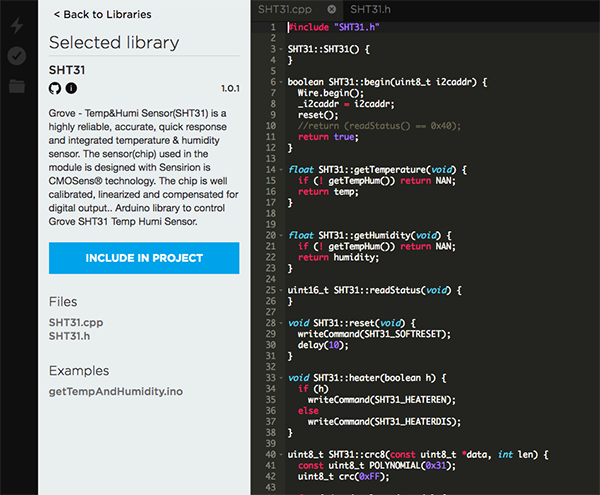 < Back to Libraries
Selected library
SHT31
1.0.1
Grove - Temp&Humi Sensor(SHT31) is a
highly reliable, accurate, quick response
and integrated temperature & humidity
sensor. The sensor(chip) used in the
module is designed with Sensirion is
CMOSens® technology. The chip is well
calibrated, linearized and compensated for
digital output.. Arduino library to control
Grove SHT31 Temp Humi Sensor.
INCLUDE IN PROJECT
Files
SHT31.cpp
SHT31.h
Examples
getTempAndHumidity.ino
SHT31.cpp SHT31.h
1 #include "SHT31.h"
2
3 SHT31::SHT31() {
4 }
5
6 boolean SHT31::begin(uint8_t i2caddr) {
7 Wire.begin();
8 _i2caddr = i2caddr;
9 reset();
10 //return (readStatus() == 0x40);
11 return true;
12 }
13
14 float SHT31::getTemperature(void) {
15 if (! getTempHum()) return NAN;
16 return temp;
17 }
18
19
20 float SHT31::getHumidity(void) {
21 if (! getTempHum()) return NAN;
22 return humidity;
23 }
24
25 uint16_t SHT31::readStatus(void) {
26 }
27
28 void SHT31::reset(void) {
29 writeCommand(SHT31_SOFTRESET);
30 delay(10);
31 }
32
33 void SHT31::heater(boolean h) {
34 if (h)
35 writeCommand(SHT31_HEATEREN);
36 else
37 writeCommand(SHT31_HEATERDIS);
38 }
39
40 uint8_t SHT31::crc8(const uint8_t *data, int len) {
41 const uint8_t POLYNOMIAL(0x31);
42 uint8_t crc(0xFF);
43